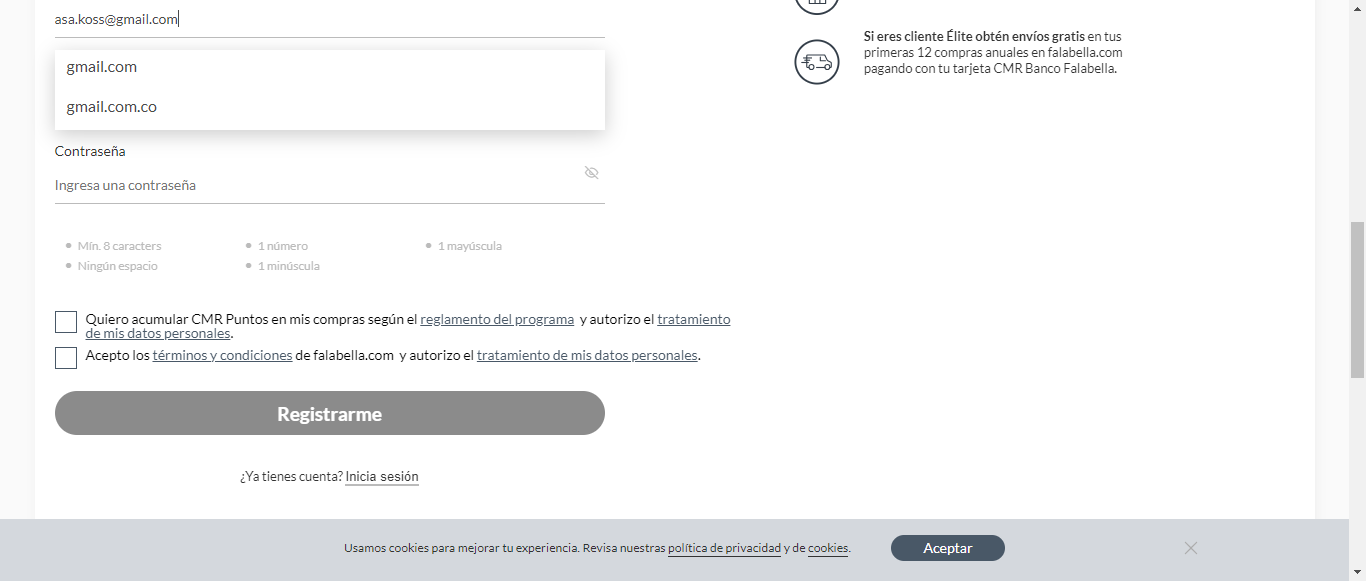 asa.koss@gmail.com
gmail.com
gmail.com.co
Contraseña
Ingresa una contraseña
Mín. 8 caracters
1 número
1 mayúscula
Ningún espacio
1 minúscula
Quiero acumular CMR Puntos en mis compras según el reglamento del programa y autorizo el tratamiento
de mis datos personales.
Acepto los términos y condiciones de falabella.com y autorizo el tratamiento de mis datos personales.
Registrarme
¿Ya tienes cuenta? Inicia sesión
Si eres cliente Élite obtén envíos gratis en tus
primeras 12 compras anuales en falabella.com
pagando con tu tarjeta CMR Banco Falabella.
Usamos cookies para mejorar tu experiencia. Revisa nuestras política de privacidad y de cookies.
Aceptar